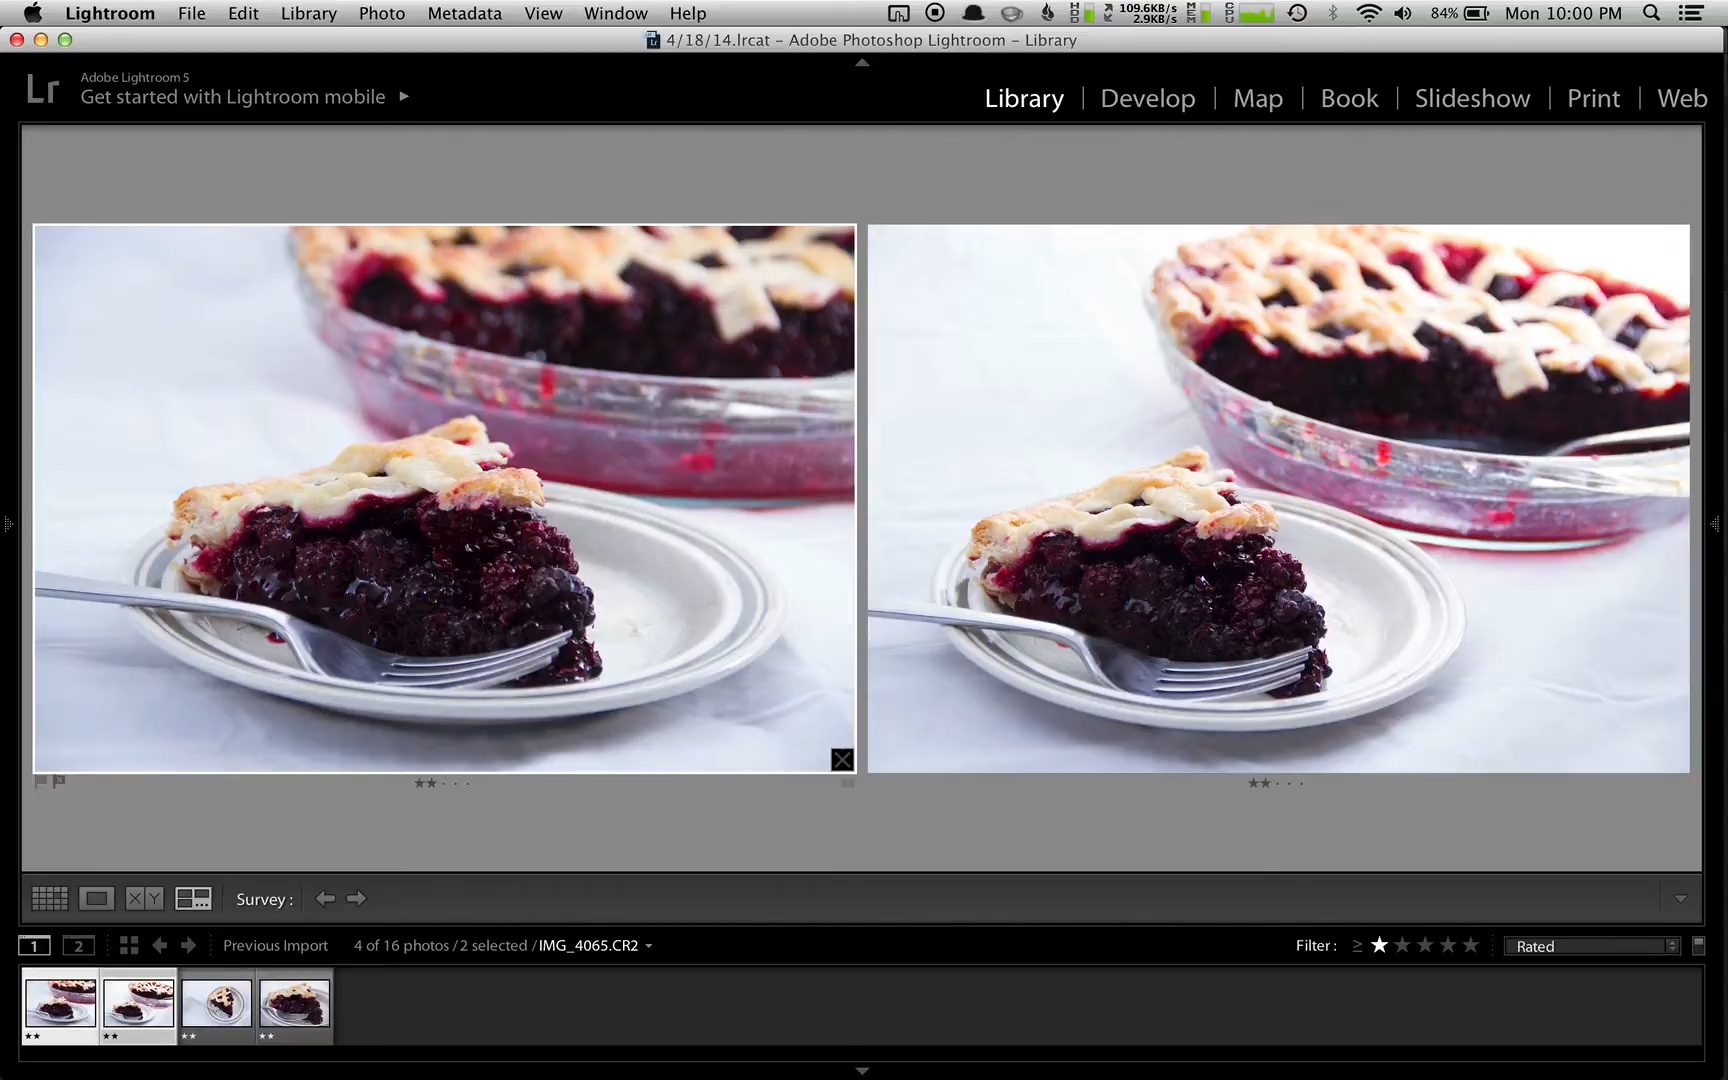 Lightroom File Edit Library Photo Metadata View Window Help 109.6KB/s 2.9KB/s 84% Mon 10:00 PM
4/18/14.lrcat – Adobe Photoshop Lightroom – Library
Lr Adobe Lightroom 5
Get started with Lightroom mobile
Library | Develop | Map | Book | Slideshow | Print | Web
XY Survey :
1 2 Previous Import 4 of 16 photos / 2 selected / IMG_4065.CR2 Filter : ≥ Rated